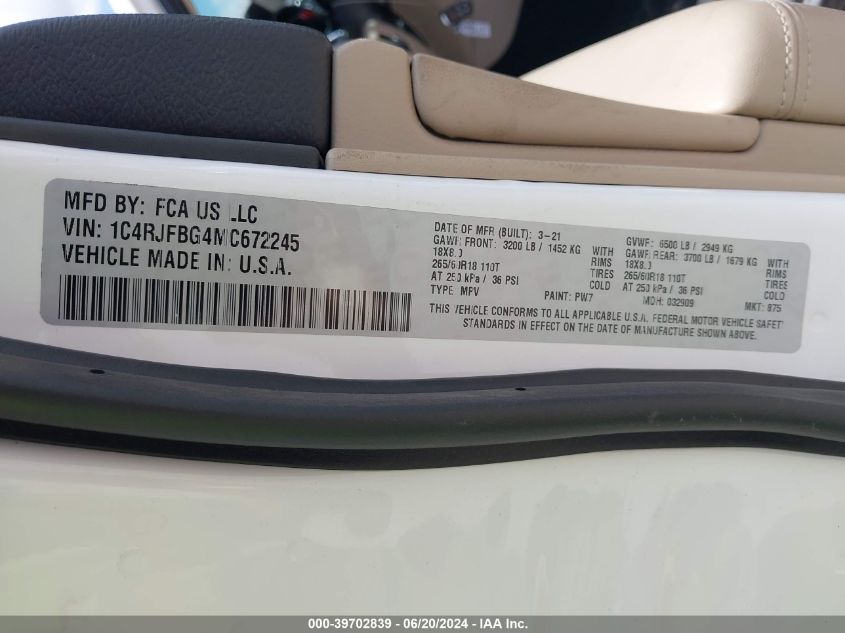 MFD BY: FCA US LLC
VIN: 1C4RJFBG4MC672245
VEHICLE MADE IN: U.S.A.
DATE OF MFR (BUILT): 3-21
GAWR FRONT: 3200 LB / 1452 KG WITH
18X8.0 RIMS
265/60R18 110T TIRES
AT 250 kPa / 36 PSI COLD
TYPE: MPV PAINT: PW7
GVWR: 6500 LB / 2949 KG
GAWR REAR: 3700 LB / 1679 KG WITH
18X8.0 RIMS
265/60R18 110T TIRES
AT 250 kPa / 36 PSI COLD
MDH: 032909 MKT: 875
THIS VEHICLE CONFORMS TO ALL APPLICABLE U.S.A. FEDERAL MOTOR VEHICLE SAFETY
STANDARDS IN EFFECT ON THE DATE OF MANUFACTURE SHOWN ABOVE.
000-39702839 - 06/20/2024 - IAA Inc.